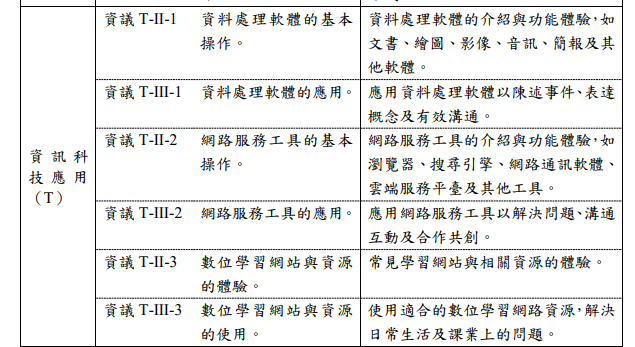 資訊科
技應用
（T）
資議 T-II-1 資料處理軟體的基本
操作。
資料處理軟體的介紹與功能體驗，如
文書、繪圖、影像、音訊、簡報及其
他軟體。
資議 T-III-1 資料處理軟體的應用。
應用資料處理軟體以陳述事件、表達
概念及有效溝通。
資議 T-II-2 網路服務工具的基本
操作。
網路服務工具的介紹與功能體驗，如
瀏覽器、搜尋引擎、網路通訊軟體、
雲端服務平臺及其他工具。
資議 T-III-2 網路服務工具的應用。
應用網路服務工具以解決問題、溝通
互動及合作共創。
資議 T-II-3 數位學習網站與資源
的體驗。
常見學習網站與相關資源的體驗。
資議 T-III-3 數位學習網站與資源
的使用。
使用適合的數位學習網路資源，解決
日常生活及課業上的問題。